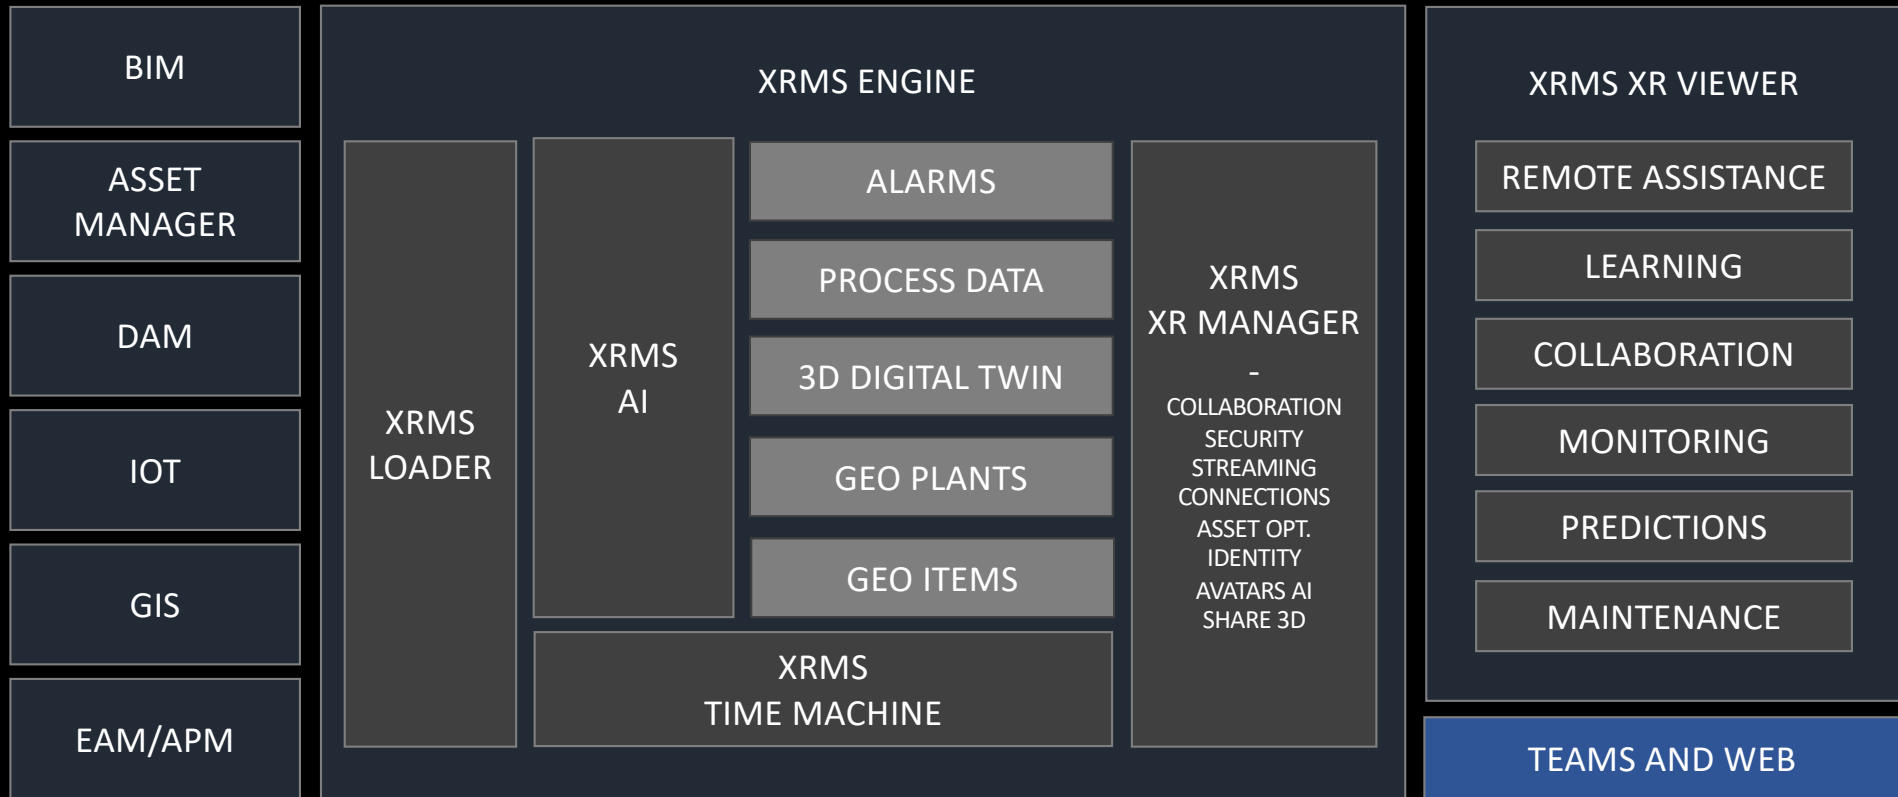 BIM
ASSET
MANAGER
DAM
IOT
GIS
EAM/APM
XRMS ENGINE
XRMS
LOADER
XRMS
AI
ALARMS
PROCESS DATA
3D DIGITAL TWIN
GEO PLANTS
GEO ITEMS
XRMS
TIME MACHINE
XRMS
XR MANAGER
-
COLLABORATION
SECURITY
STREAMING
CONNECTIONS
ASSET OPT.
IDENTITY
AVATARS AI
SHARE 3D
XRMS XR VIEWER
REMOTE ASSISTANCE
LEARNING
COLLABORATION
MONITORING
PREDICTIONS
MAINTENANCE
TEAMS AND WEB